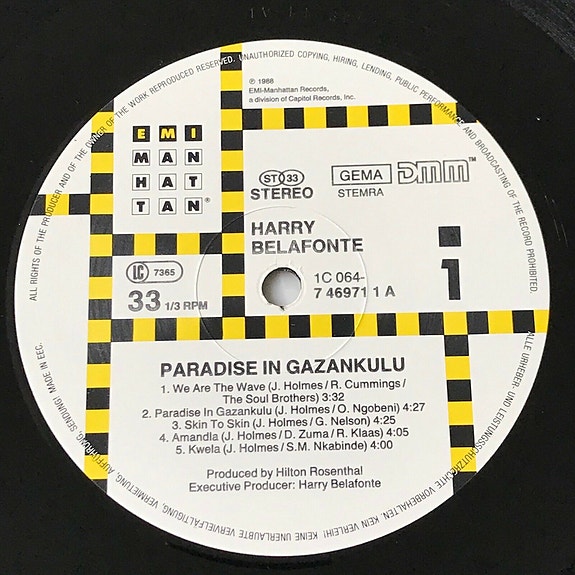 ALL RIGHTS OF THE PRODUCER AND OF THE OWNER OF THE WORK REPRODUCED RESERVED. UNAUTHORIZED COPYING, HIRING, LENDING, PUBLIC PERFORMANCE AND BROADCASTING OF THE RECORD PROHIBITED.
℗ 1988
EMI-Manhattan Records,
a division of Capitol Records, Inc.
EMI
MAN
HAT
TAN®
ST 33
STEREO
GEMA
STEMRA
DMM™
HARRY
BELAFONTE
LC 7365
33 1/3 RPM
1C 064-
7 46971 1 A
1
PARADISE IN GAZANKULU
1. We Are The Wave (J. Holmes / R. Cummings /
The Soul Brothers) 3:32
2. Paradise In Gazankulu (J. Holmes / O. Ngobeni) 4:27
3. Skin To Skin (J. Holmes / G. Nelson) 4:25
4. Amandla (J. Holmes / D. Zuma / R. Klaas) 4:05
5. Kwela (J. Holmes / S.M. Nkabinde) 4:00
Produced by Hilton Rosenthal
Executive Producer: Harry Belafonte
ALLE URHEBER- UND LEISTUNGSSCHUTZRECHTE VORBEHALTEN. KEIN VERLEIH! KEINE UNERLAUBTE VERVIELFÄLTIGUNG, VERMIETUNG, AUFFÜHRUNG, SENDUNG! MADE IN EEC.